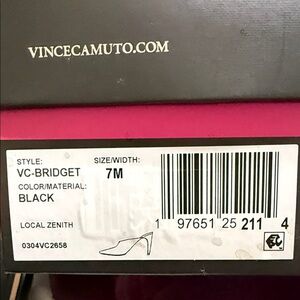 VINCECAMUTO.COM
STYLE: SIZE/WIDTH:
VC-BRIDGET 7M
COLOR/MATERIAL:
BLACK
LOCAL ZENITH
1 97651 25 211 4
0304VC2658